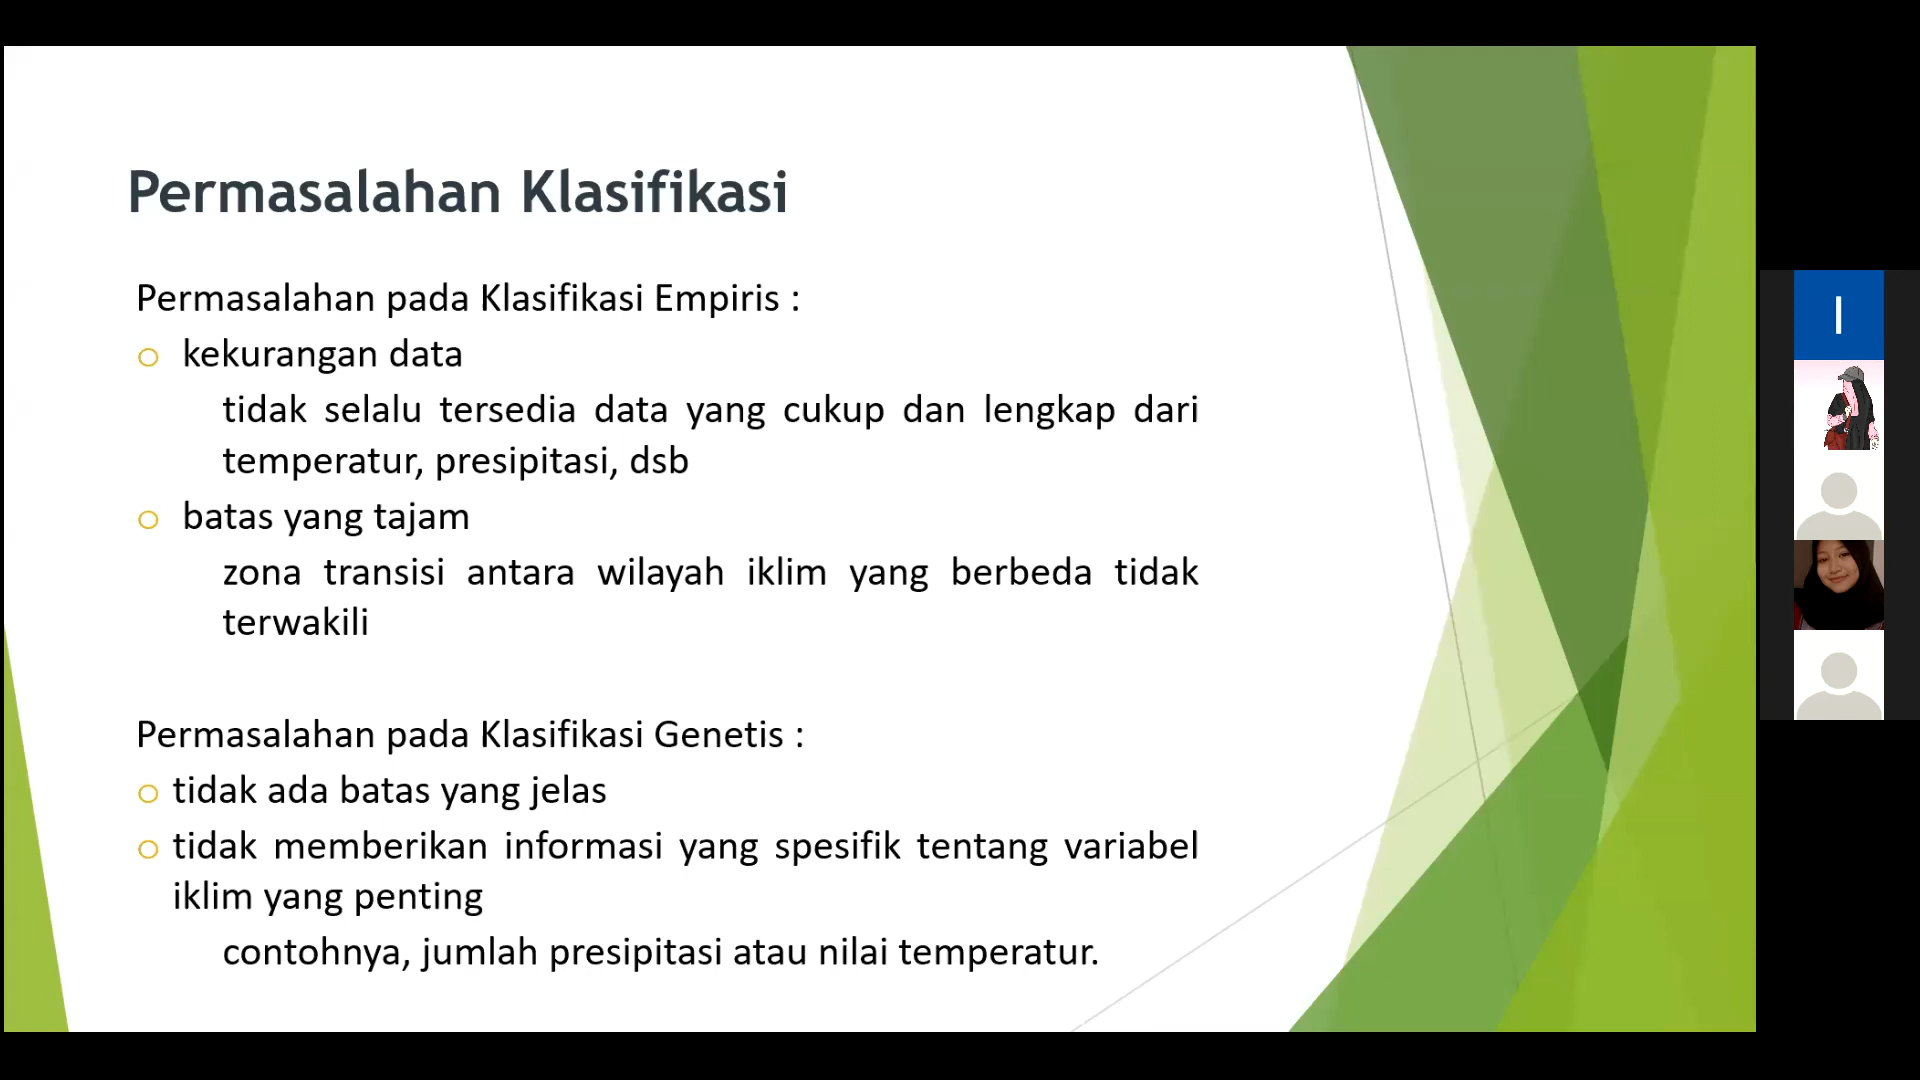 Permasalahan Klasifikasi
Permasalahan pada Klasifikasi Empiris :
o kekurangan data
tidak selalu tersedia data yang cukup dan lengkap dari
temperatur, presipitasi, dsb
o batas yang tajam
zona transisi antara wilayah iklim yang berbeda tidak
terwakili
Permasalahan pada Klasifikasi Genetis :
o tidak ada batas yang jelas
o tidak memberikan informasi yang spesifik tentang variabel
iklim yang penting
contohnya, jumlah presipitasi atau nilai temperatur.
I